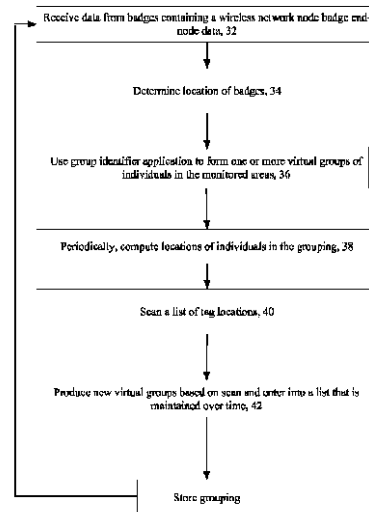 Receive data from badges containing a wireless network node badge end-
node data, 32
Determine location of badges, 34
Use group identifier application to form one or more virtual groups of
individuals in the monitored areas, 36
Periodically, compute locations of individuals in the grouping, 38
Scan a list of tag locations, 40
Produce new virtual groups based on scan and enter into a list that is
maintained over time, 42
Store grouping